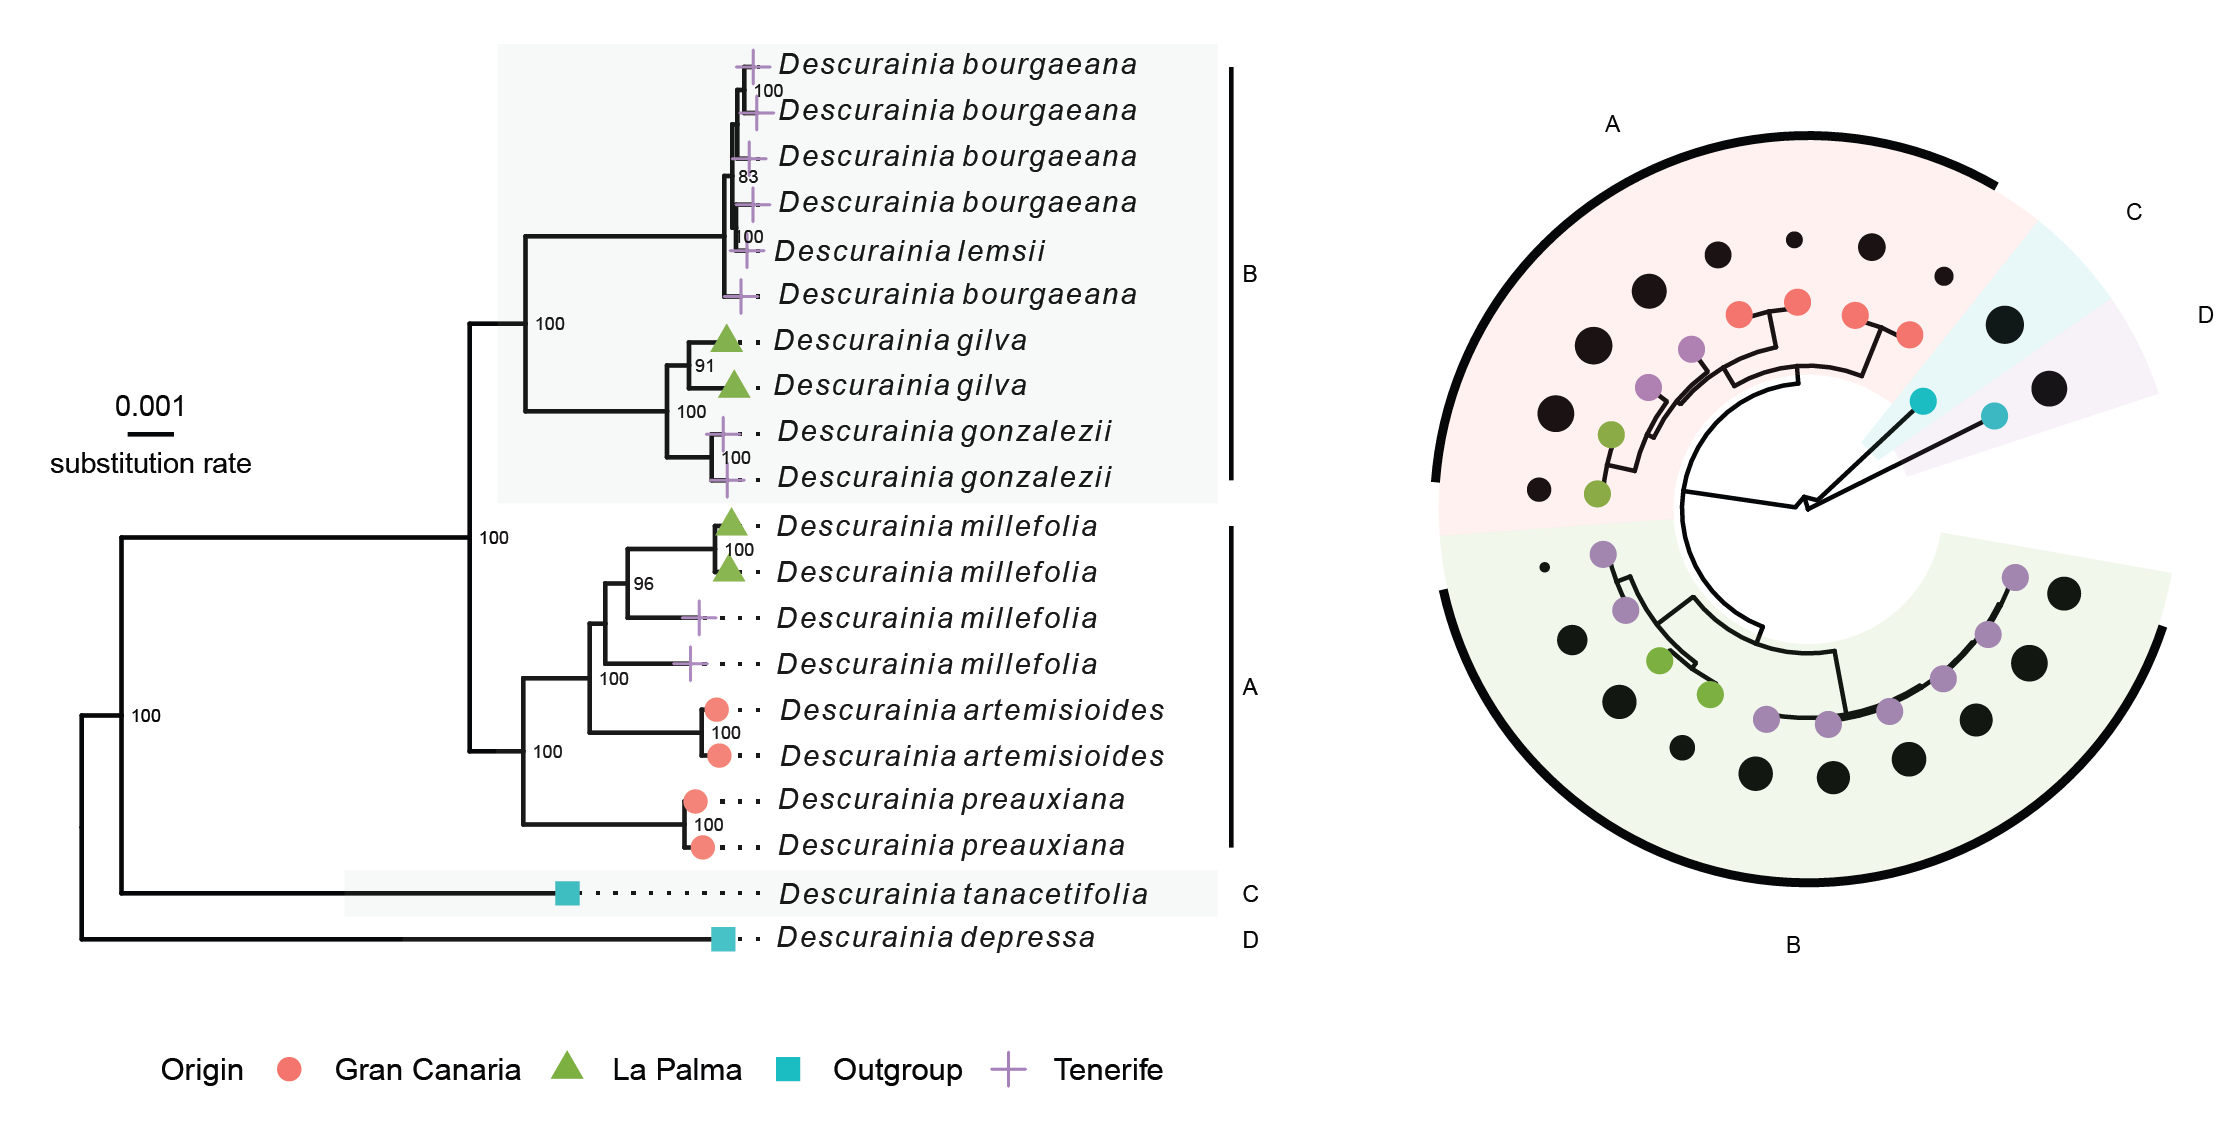 Descurainia bourgaeana
100
Descurainia bourgaeana
Descurainia bourgaeana
83
Descurainia bourgaeana
100
Descurainia lemsii
B
Descurainia bourgaeana
100
Descurainia gilva
91
Descurainia gilva
0.001
100
Descurainia gonzalezii
substitution rate
100
Descurainia gonzalezii
Descurainia millefolia
100
100
Descurainia millefolia
96
Descurainia millefolia
Descurainia millefolia
100
A
Descurainia artemisioides
100
100
Descurainia artemisioides
100
Descurainia preauxiana
100
Descurainia preauxiana
Descurainia tanacetifolia
C
Descurainia depressa
D
Origin Gran Canaria La Palma Outgroup Tenerife
A
C
D
B